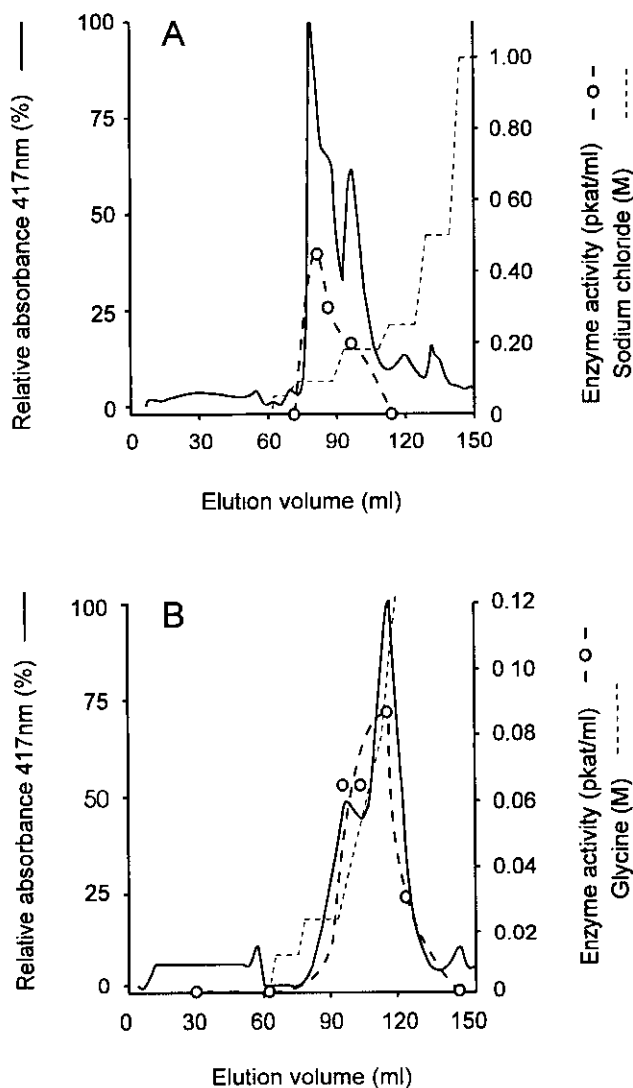 A
Relative absorbance 417nm (%)
100
75
50
25
0
1.00
0.80
0 60
0.40
0.20
0
Enzyme activity (pkat/ml)
Sodium chloride (M)
0 30 60 90 120 150
Elution volume (ml)
B
Relative absorbance 417nm (%)
100
75
50
25
0
0.12
0 10
0.08
0.06
0.04
0 02
0
Enzyme activity (pkat/ml)
Glycine (M)
0 30 60 90 120 150
Elution volume (ml)